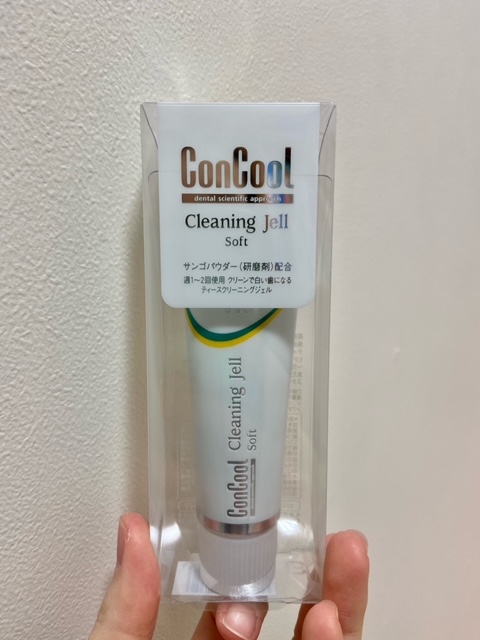 ConCool
dental scientific approach
Cleaning Jell
Soft
サンゴパウダー(研磨剤)配合
週1~2回使用 クリーンで白い歯になる
ティースクリーニングジェル
Cleaning Jell
Soft
ConCool